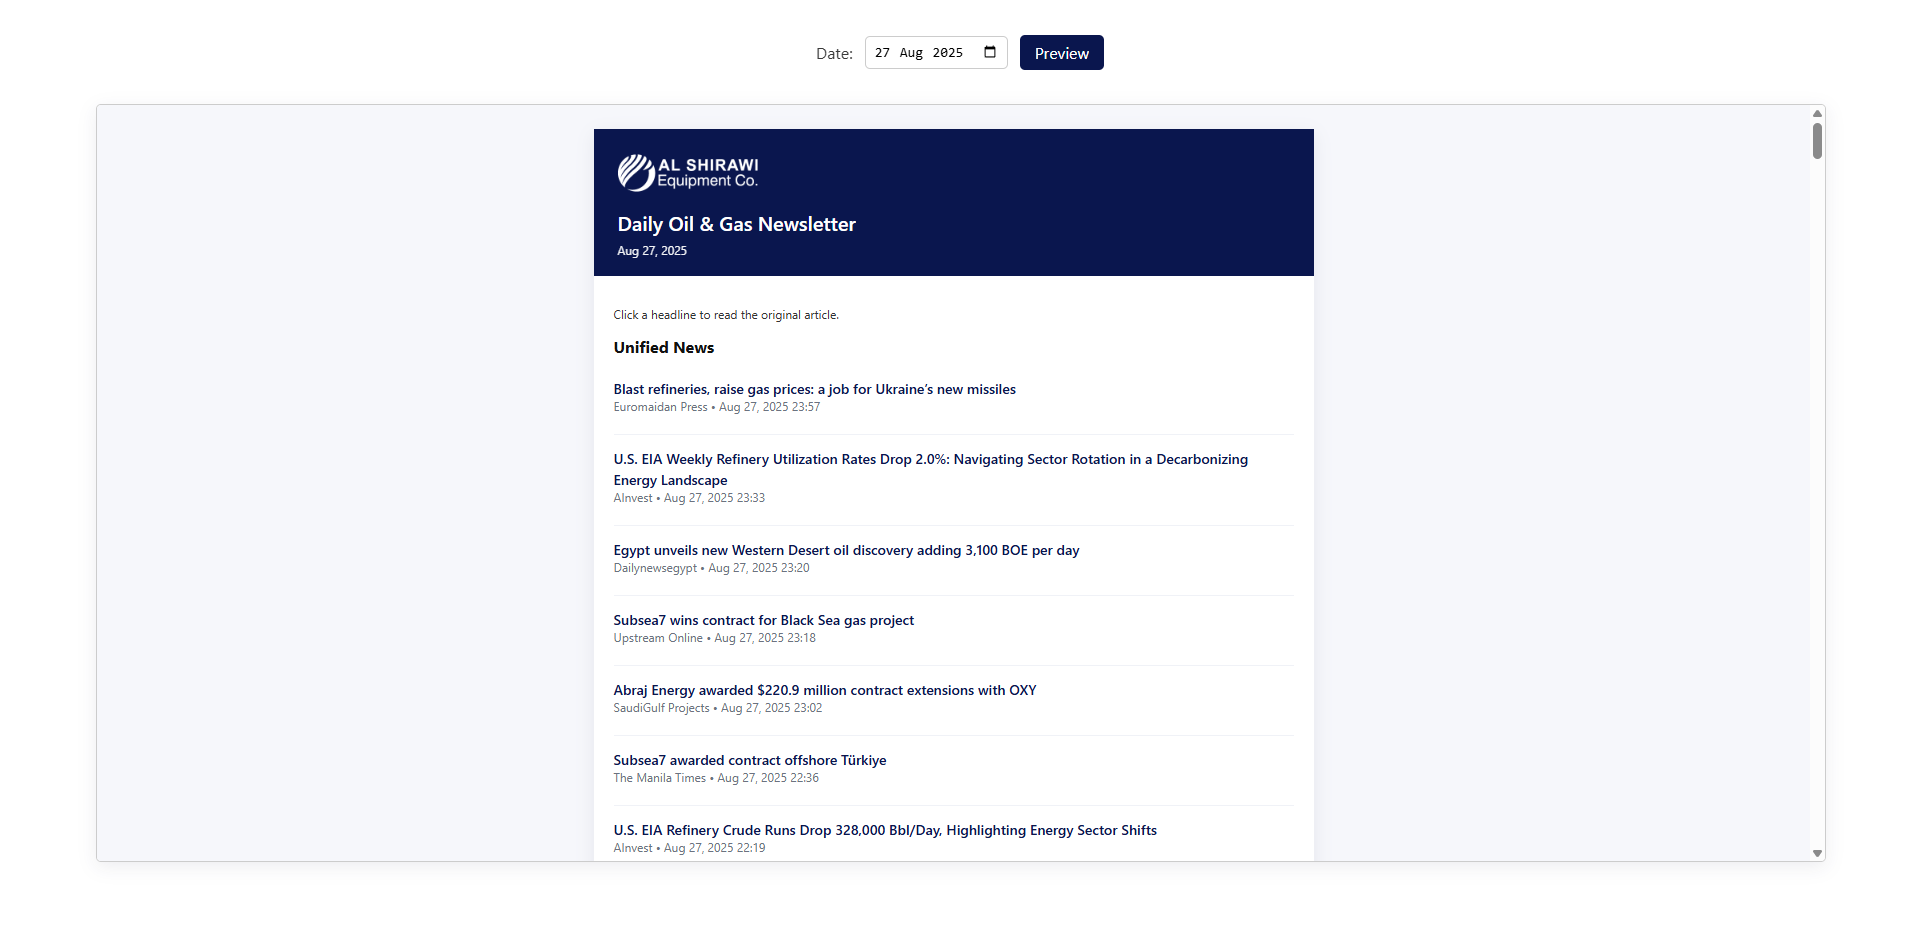 Date: 27 Aug 2025 Preview
AL SHIRAWI
Equipment Co.
Daily Oil & Gas Newsletter
Aug 27, 2025
Click a headline to read the original article.
Unified News
Blast refineries, raise gas prices: a job for Ukraine’s new missiles
Euromaidan Press • Aug 27, 2025 23:57
U.S. EIA Weekly Refinery Utilization Rates Drop 2.0%: Navigating Sector Rotation in a Decarbonizing
Energy Landscape
AInvest • Aug 27, 2025 23:33
Egypt unveils new Western Desert oil discovery adding 3,100 BOE per day
Dailynewsegypt • Aug 27, 2025 23:20
Subsea7 wins contract for Black Sea gas project
Upstream Online • Aug 27, 2025 23:18
Abraj Energy awarded $220.9 million contract extensions with OXY
SaudiGulf Projects • Aug 27, 2025 23:02
Subsea7 awarded contract offshore Türkiye
The Manila Times • Aug 27, 2025 22:36
U.S. EIA Refinery Crude Runs Drop 328,000 Bbl/Day, Highlighting Energy Sector Shifts
AInvest • Aug 27, 2025 22:19